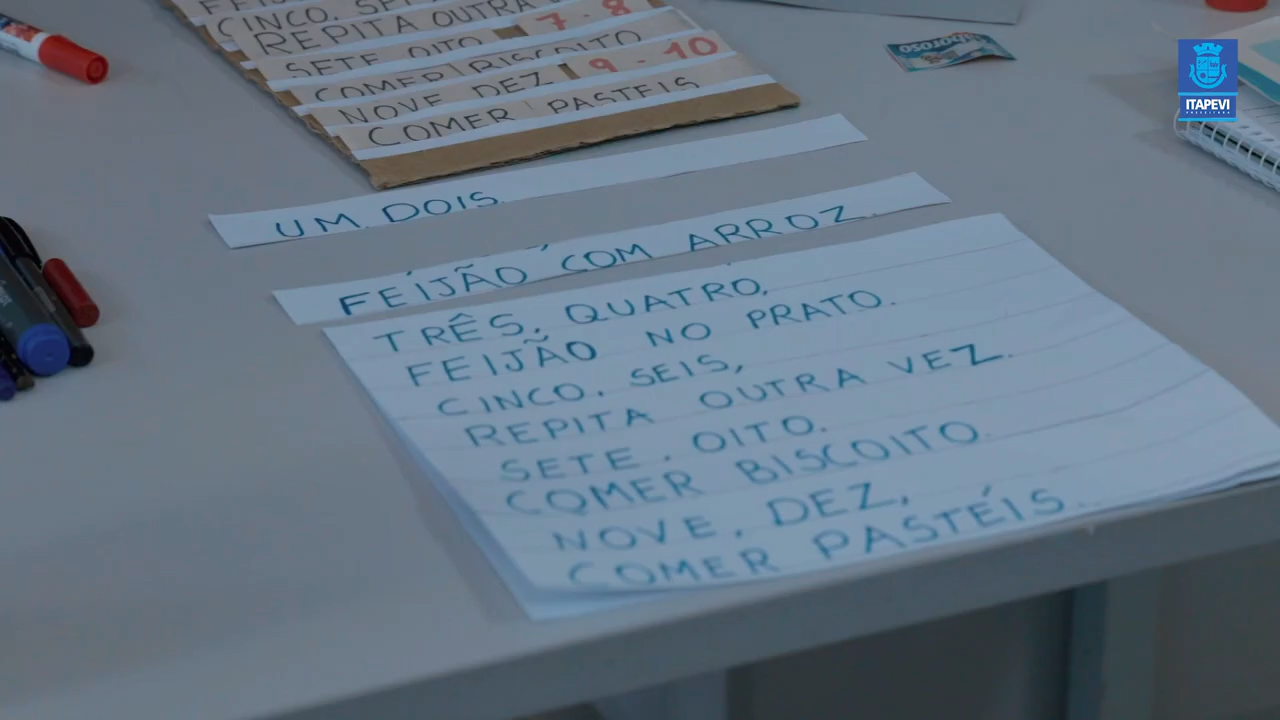 CINCO, SEIS
REPITA OUTRA
SETE OITO 7-8
COMER BISCOITO
NOVE DEZ 9-10
COMER PASTEIS
UM, DOIS,
FEIJÃO COM ARROZ.
TRÊS, QUATRO,
FEIJÃO NO PRATO.
CINCO, SEIS,
REPITA OUTRA VEZ.
SETE, OITO,
COMER BISCOITO.
NOVE, DEZ,
COMER PASTÉIS.
ITAPEVI
PREFEITURA